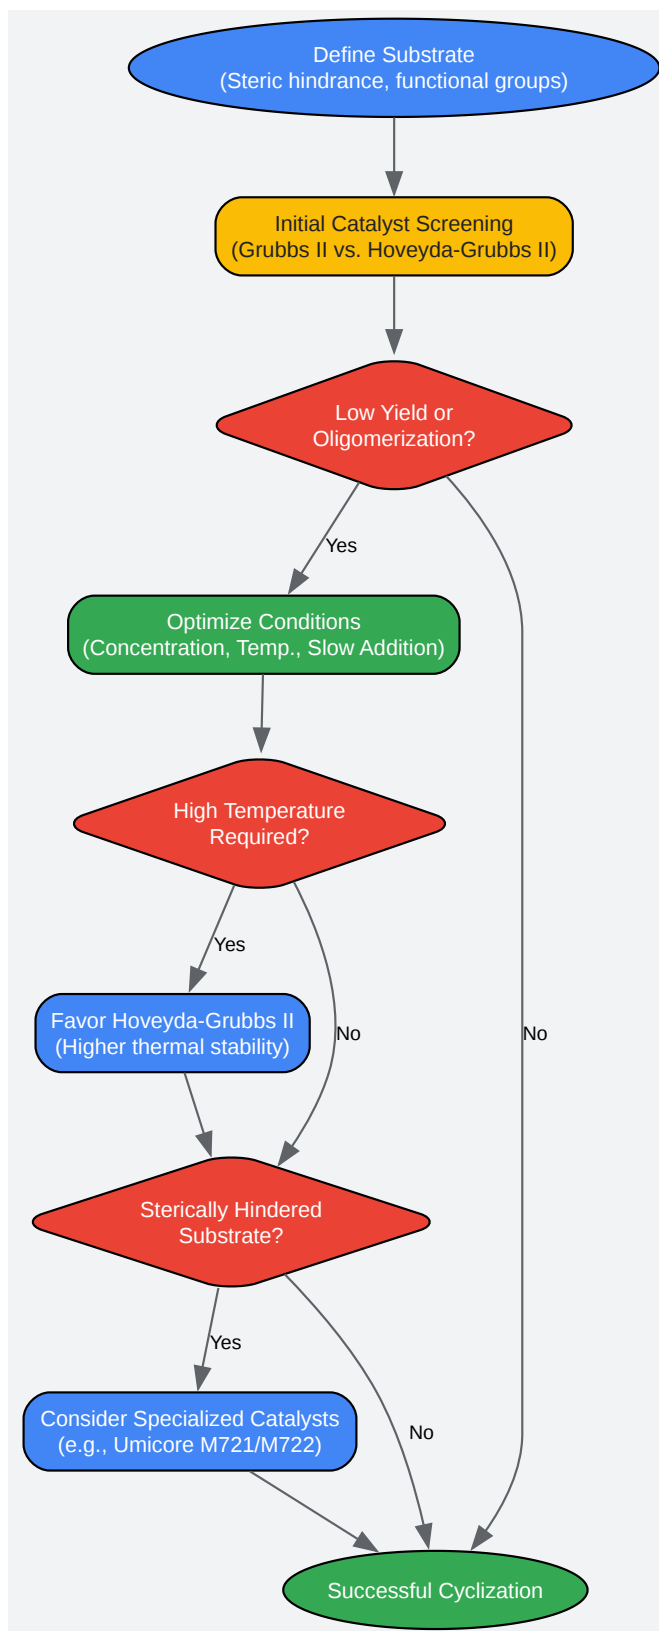 Define Substrate
(Steric hindrance, functional groups)
Initial Catalyst Screening
(Grubbs II vs. Hoveyda-Grubbs II)
Low Yield or
Oligomerization?
Yes
Optimize Conditions
(Concentration, Temp., Slow Addition)
High Temperature
Required?
Yes
Favor Hoveyda-Grubbs II
(Higher thermal stability)
No
No
Sterically Hindered
Substrate?
Yes
Consider Specialized Catalysts
(e.g., Umicore M721/M722)
No
Successful Cyclization